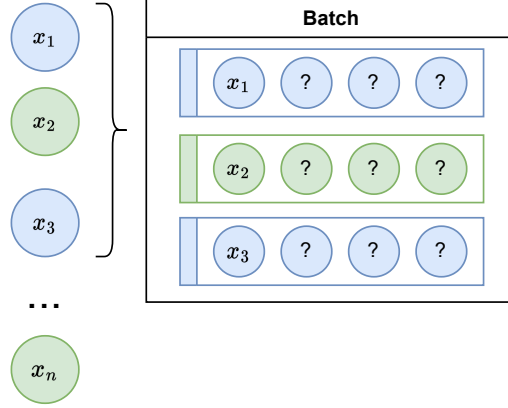 x₁
x₂
x₃
...
xₙ
Batch
x₁ ? ? ?
x₂ ? ? ?
x₃ ? ? ?